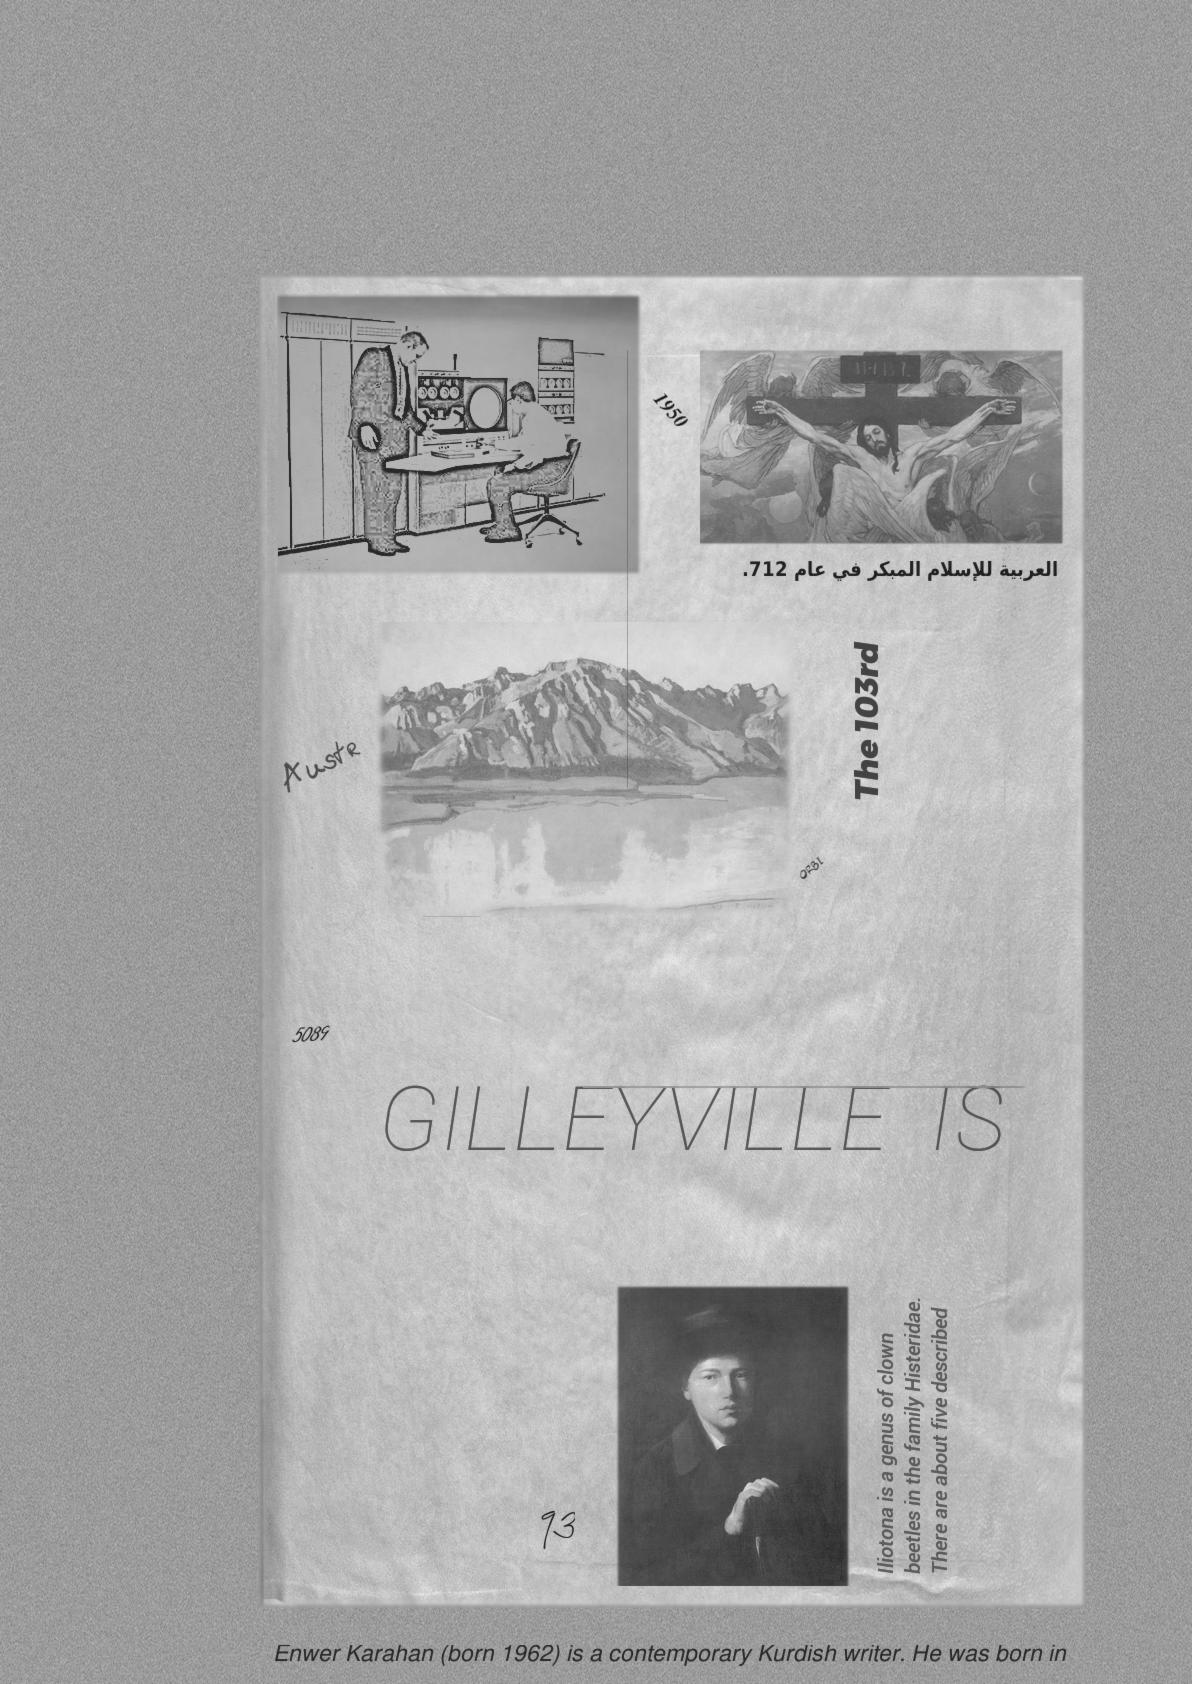 1950
العربية للإسلام المبكر في عام 712.
The 103rd
Austr
ORBI
5089
GILLEYVILLE IS
Iliotona is a genus of clown
beetles in the family Histeridae.
There are about five described
93
Enwer Karahan (born 1962) is a contemporary Kurdish writer. He was born in